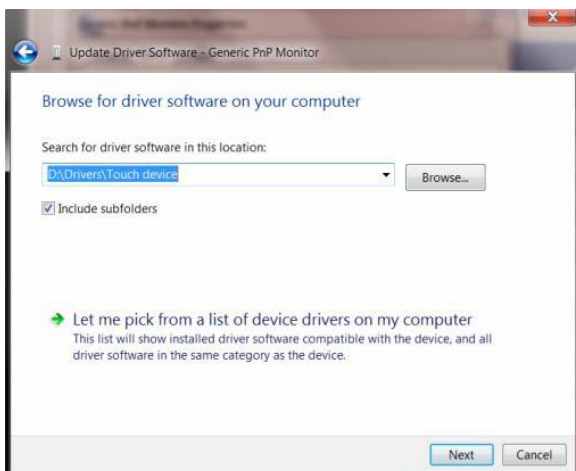 Update Driver Software - Generic PnP Monitor
Browse for driver software on your computer
Search for driver software in this location:
D:\Drivers\Touch device
Browse...
Include subfolders
Let me pick from a list of device drivers on my computer
This list will show installed driver software compatible with the device, and all
driver software in the same category as the device.
Next
Cancel